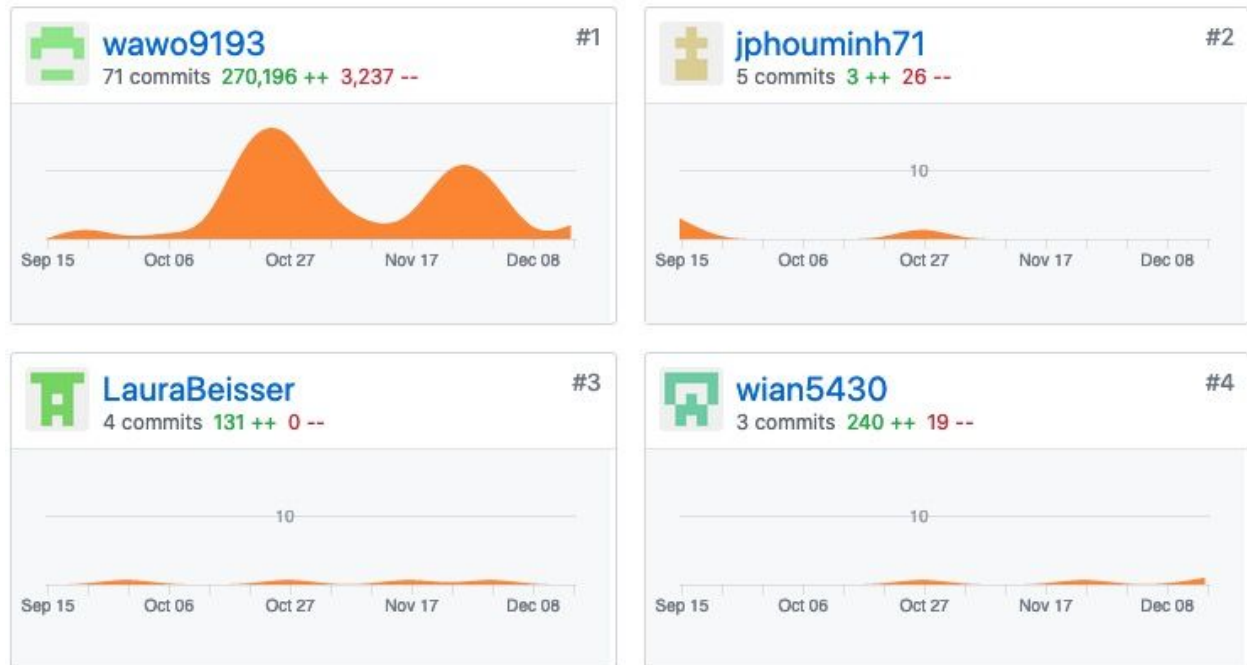 wawo9193 #1
71 commits 270,196 ++ 3,237 --
Sep 15 Oct 06 Oct 27 Nov 17 Dec 08
jphouminh71 #2
5 commits 3 ++ 26 --
10
Sep 15 Oct 06 Oct 27 Nov 17 Dec 08
LauraBeisser #3
4 commits 131 ++ 0 --
10
Sep 15 Oct 06 Oct 27 Nov 17 Dec 08
wian5430 #4
3 commits 240 ++ 19 --
10
Sep 15 Oct 06 Oct 27 Nov 17 Dec 08